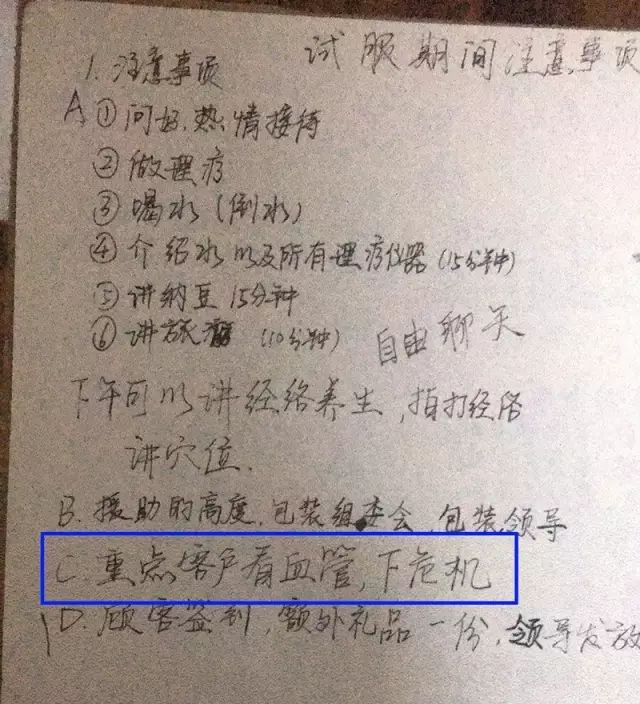 试服期间注意事项
1. 注意事项
A ① 问好,热情接待
② 做理疗
③ 喝水(倒水)
④ 介绍水以及所有理疗仪器(15分钟)
⑤ 讲纳豆 15分钟
⑥ 讲旅 (10分钟) 自由聊天
下午可以讲经络养生,拍打经络
讲穴位.
B. 援助的高度,包装组委会,包装领导
C 重点客户看血管,下危机
D. 顾客签到,额外礼品一份,领导发放